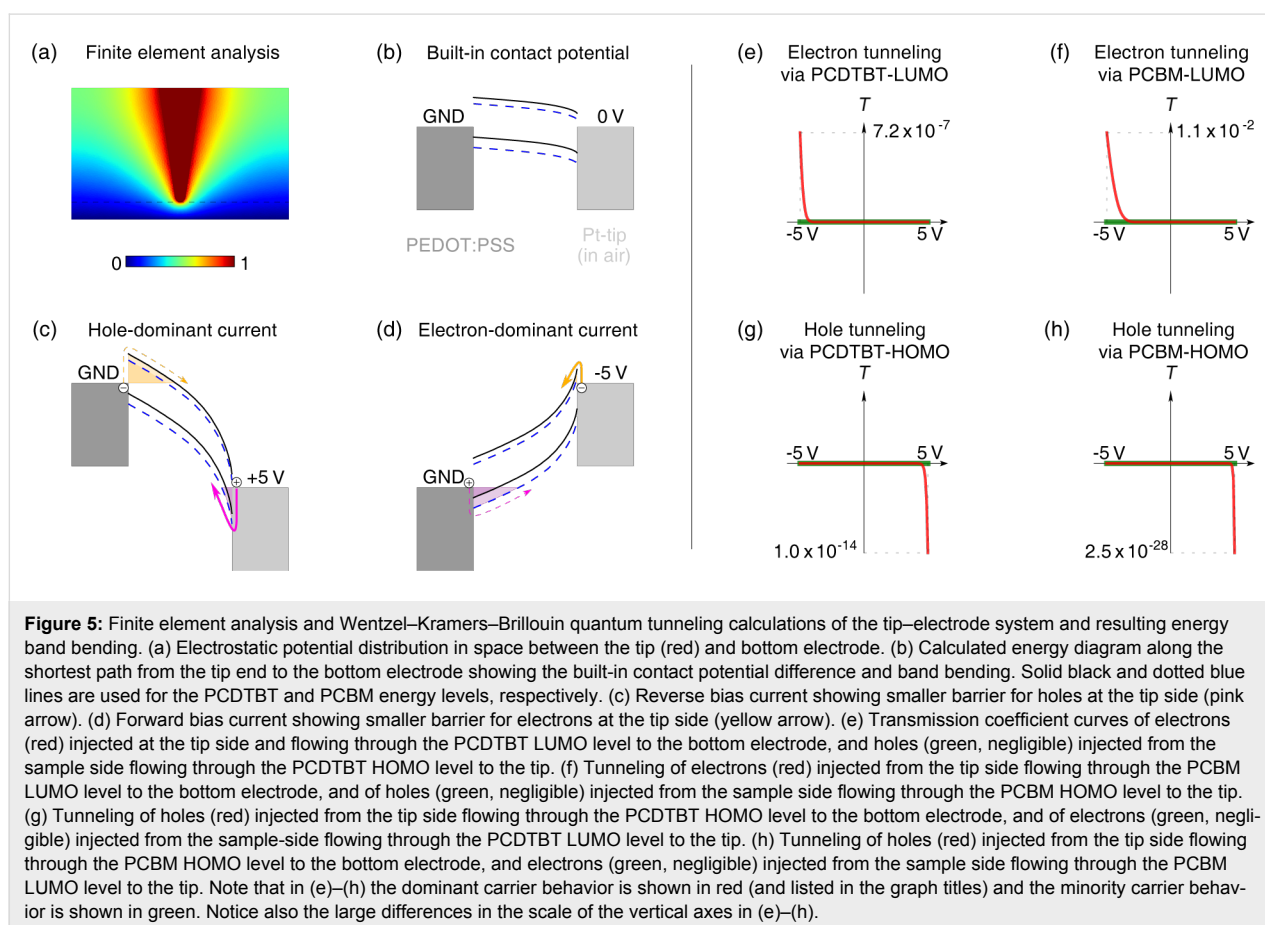 (a) Finite element analysis
0 1
(b) Built-in contact potential
GND
0 V
PEDOT:PSS
Pt-tip
(in air)
(c) Hole-dominant current
GND
−
+
+5 V
(d) Electron-dominant current
-5 V
−
GND
+
(e) Electron tunneling
via PCDTBT-LUMO
T
7.2 x 10-7
-5 V 5 V
(f) Electron tunneling
via PCBM-LUMO
T
1.1 x 10-2
-5 V 5 V
(g) Hole tunneling
via PCDTBT-HOMO
T
-5 V 5 V
1.0 x 10-14
(h) Hole tunneling
via PCBM-HOMO
T
-5 V 5 V
2.5 x 10-28
Figure 5: Finite element analysis and Wentzel–Kramers–Brillouin quantum tunneling calculations of the tip–electrode system and resulting energy
band bending. (a) Electrostatic potential distribution in space between the tip (red) and bottom electrode. (b) Calculated energy diagram along the
shortest path from the tip end to the bottom electrode showing the built-in contact potential difference and band bending. Solid black and dotted blue
lines are used for the PCDTBT and PCBM energy levels, respectively. (c) Reverse bias current showing smaller barrier for holes at the tip side (pink
arrow). (d) Forward bias current showing smaller barrier for electrons at the tip side (yellow arrow). (e) Transmission coefficient curves of electrons
(red) injected at the tip side and flowing through the PCDTBT LUMO level to the bottom electrode, and holes (green, negligible) injected from the
sample side flowing through the PCDTBT HOMO level to the tip. (f) Tunneling of electrons (red) injected from the tip side flowing through the PCBM
LUMO level to the bottom electrode, and of holes (green, negligible) injected from the sample side flowing through the PCBM HOMO level to the tip.
(g) Tunneling of holes (red) injected from the tip side flowing through the PCDTBT HOMO level to the bottom electrode, and of electrons (green, negli-
gible) injected from the sample-side flowing through the PCDTBT LUMO level to the tip. (h) Tunneling of holes (red) injected from the tip side flowing
through the PCBM HOMO level to the bottom electrode, and electrons (green, negligible) injected from the sample side flowing through the PCBM
LUMO level to the tip. Note that in (e)–(h) the dominant carrier behavior is shown in red (and listed in the graph titles) and the minority carrier behav-
ior is shown in green. Notice also the large differences in the scale of the vertical axes in (e)–(h).